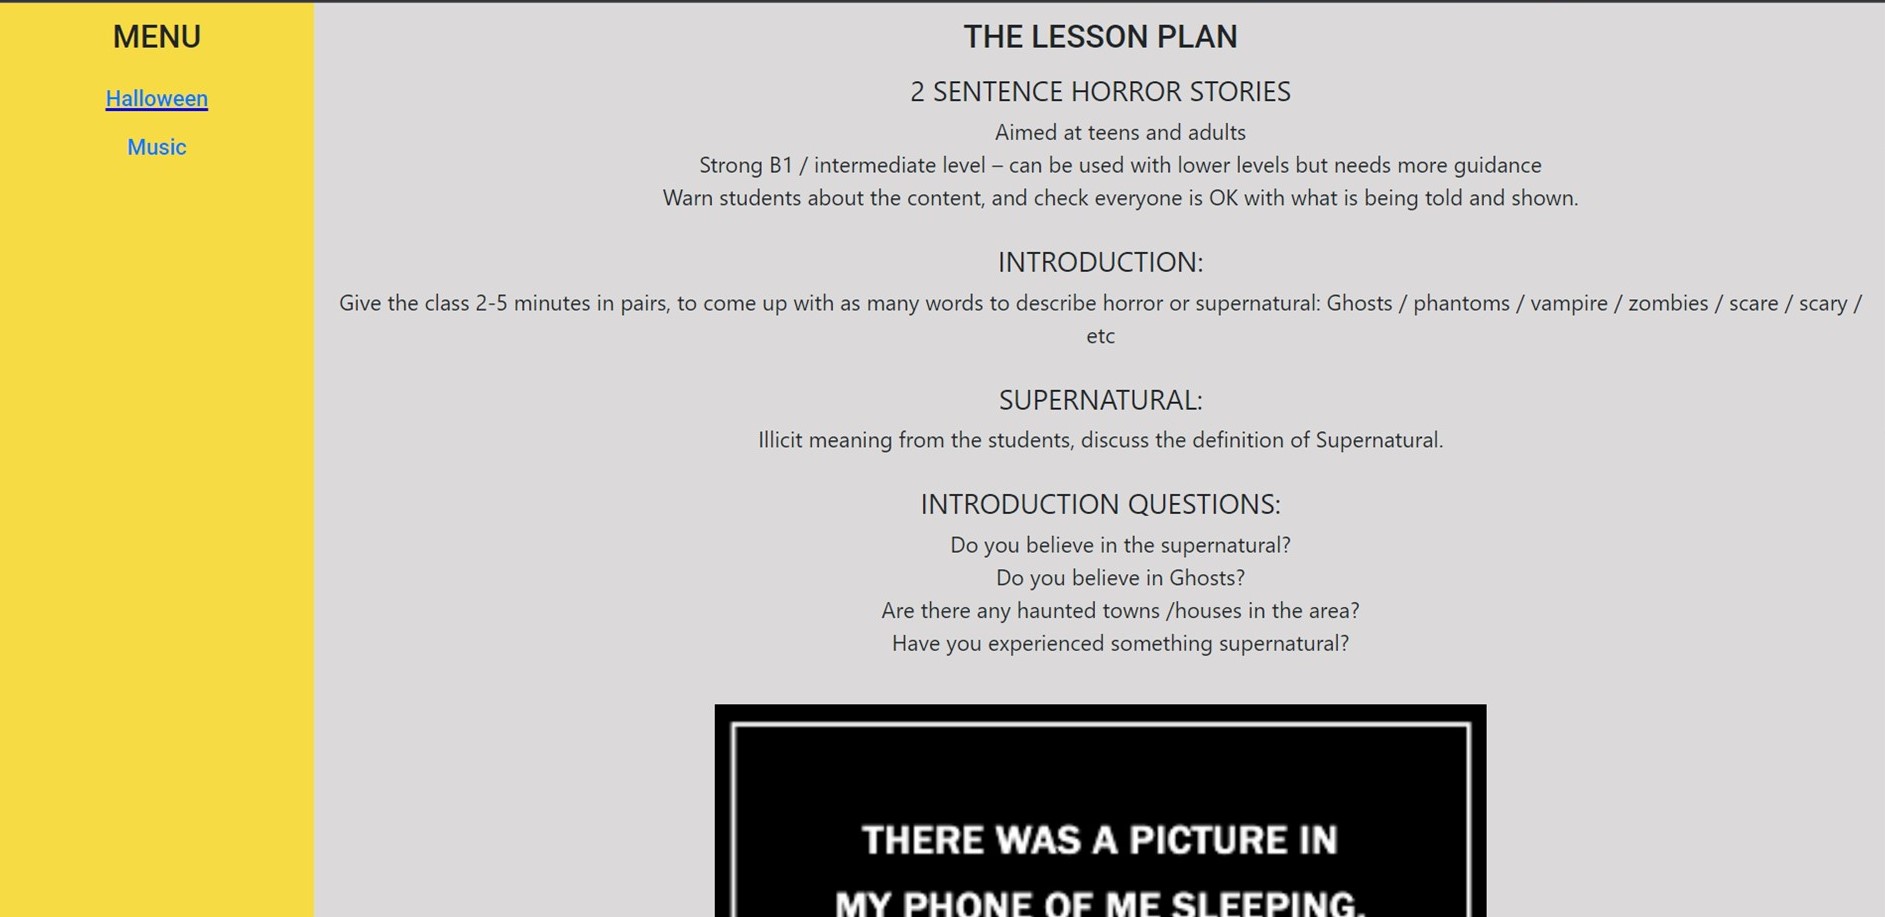 MENU
Halloween
Music
THE LESSON PLAN
2 SENTENCE HORROR STORIES
Aimed at teens and adults
Strong B1 / intermediate level – can be used with lower levels but needs more guidance
Warn students about the content, and check everyone is OK with what is being told and shown.
INTRODUCTION:
Give the class 2-5 minutes in pairs, to come up with as many words to describe horror or supernatural: Ghosts / phantoms / vampire / zombies / scare / scary /
etc
SUPERNATURAL:
Illicit meaning from the students, discuss the definition of Supernatural.
INTRODUCTION QUESTIONS:
Do you believe in the supernatural?
Do you believe in Ghosts?
Are there any haunted towns /houses in the area?
Have you experienced something supernatural?
THERE WAS A PICTURE IN
MY PHONE OF ME SLEEPING.